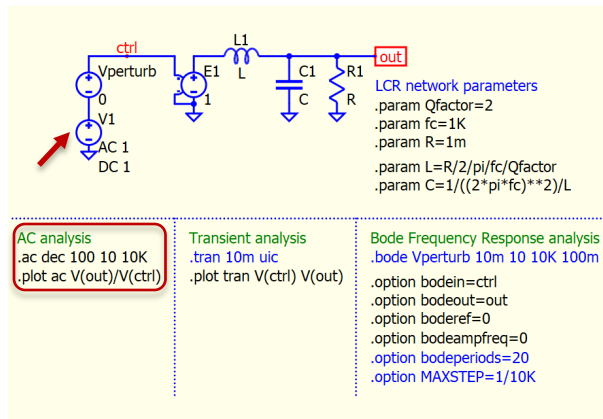 ctrl
Vperturb
0
V1
AC 1
DC 1
E1
1
L1
L
C1
C
R1
R
out
LCR network parameters
.param Qfactor=2
.param fc=1K
.param R=1m
.param L=R/2/pi/fc/Qfactor
.param C=1/((2*pi*fc)**2)/L
AC analysis
.ac dec 100 10 10K
.plot ac V(out)/V(ctrl)
Transient analysis
.tran 10m uic
.plot tran V(ctrl) V(out)
Bode Frequency Response analysis
.bode Vperturb 10m 10 10K 100m
.option bodein=ctrl
.option bodeout=out
.option boderef=0
.option bodeampfreq=0
.option bodeperiods=20
.option MAXSTEP=1/10K